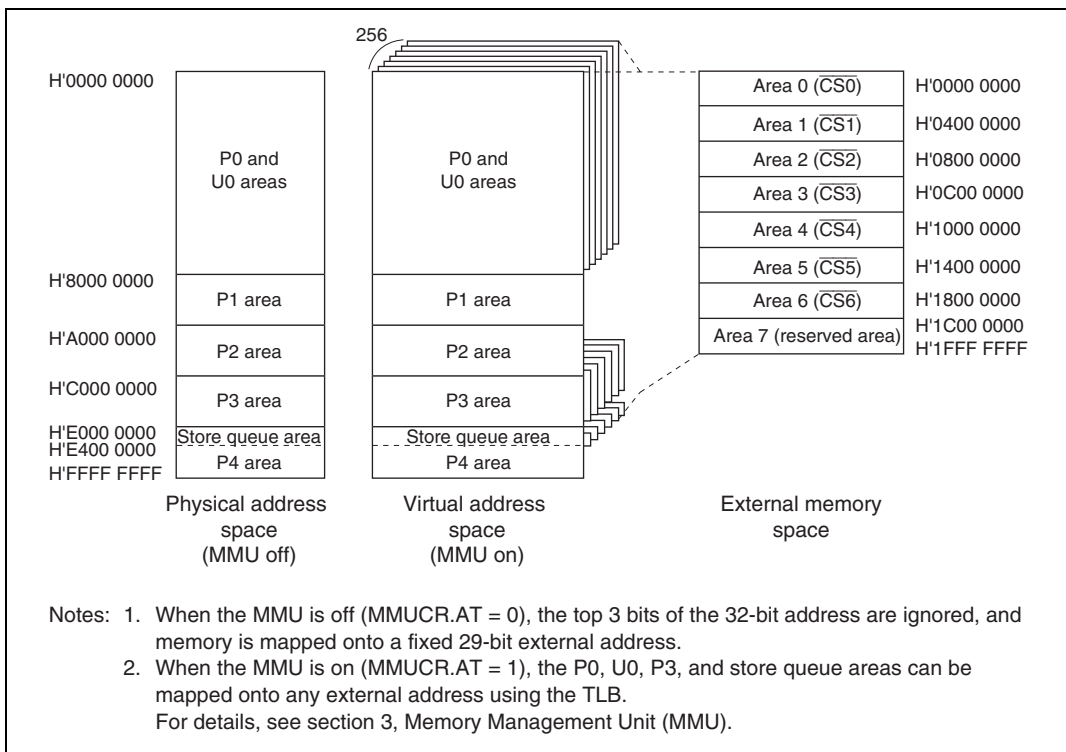 256
H'0000 0000
P0 and
U0 areas
H'8000 0000
P1 area
H'A000 0000
P2 area
H'C000 0000
P3 area
H'E000 0000
Store queue area
H'E400 0000
P4 area
H'FFFF FFFF
Physical address
space
(MMU off)
P0 and
U0 areas
P1 area
P2 area
P3 area
Store queue area
P4 area
Virtual address
space
(MMU on)
Area 0 (C̅S̅0̅) H'0000 0000
Area 1 (C̅S̅1̅) H'0400 0000
Area 2 (C̅S̅2̅) H'0800 0000
Area 3 (C̅S̅3̅) H'0C00 0000
Area 4 (C̅S̅4̅) H'1000 0000
Area 5 (C̅S̅5̅) H'1400 0000
Area 6 (C̅S̅6̅) H'1800 0000
Area 7 (reserved area) H'1C00 0000
H'1FFF FFFF
External memory
space
Notes: 1. When the MMU is off (MMUCR.AT = 0), the top 3 bits of the 32-bit address are ignored, and
memory is mapped onto a fixed 29-bit external address.
2. When the MMU is on (MMUCR.AT = 1), the P0, U0, P3, and store queue areas can be
mapped onto any external address using the TLB.
For details, see section 3, Memory Management Unit (MMU).